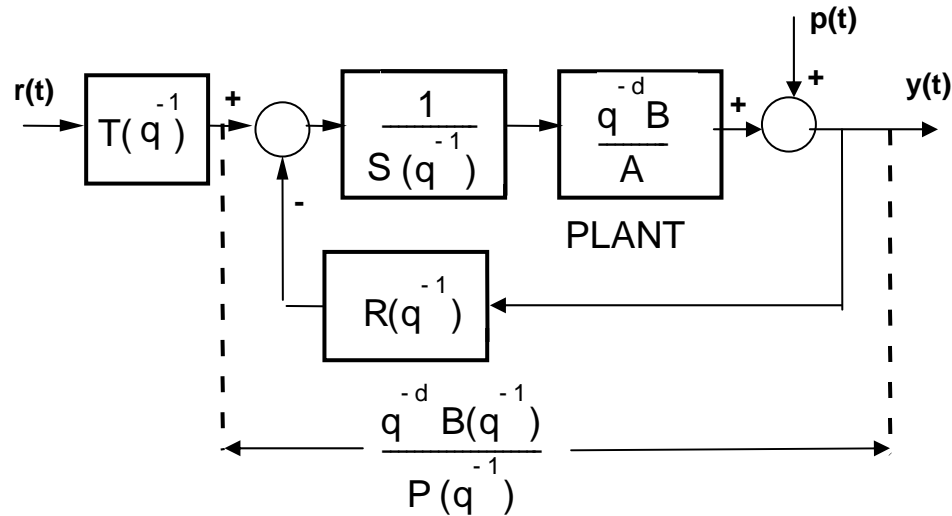 p(t)
r(t)
+
+
+
y(t)
T(q^-1)
1
S(q^-1)
q^-d B
A
-
PLANT
R(q^-1)
q^-d B(q^-1)
P(q^-1)